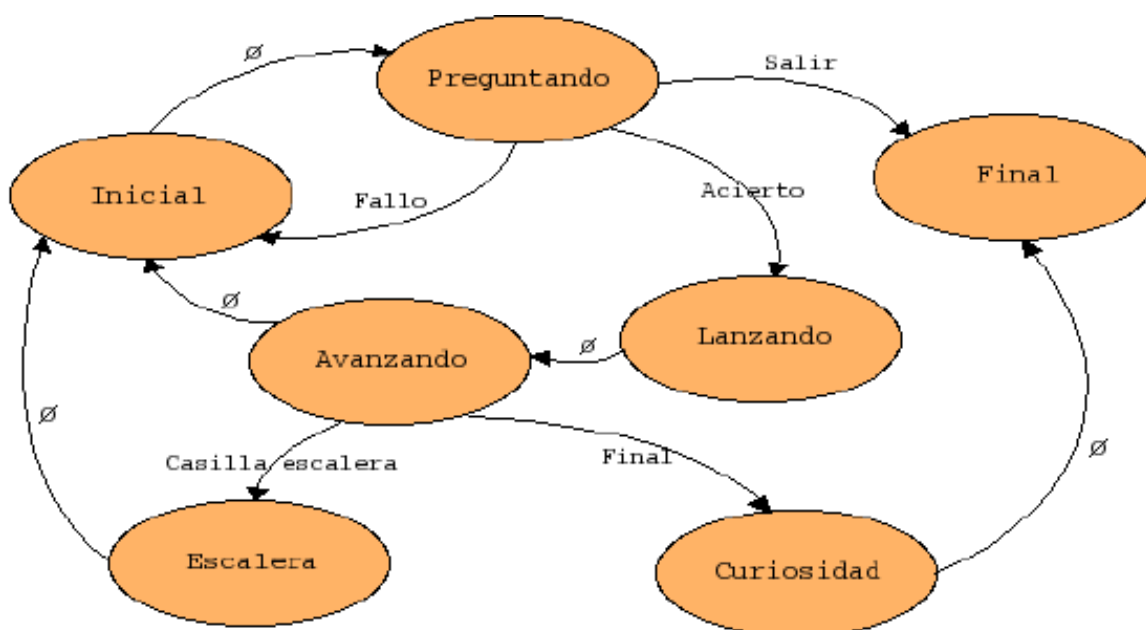 Ø
Salir
Preguntando
Final
Inicial
Fallo
Acierto
Ø
Lanzando
Avanzando
Ø
Ø
Casilla escalera
Final
Ø
Escalera
Curiosidad